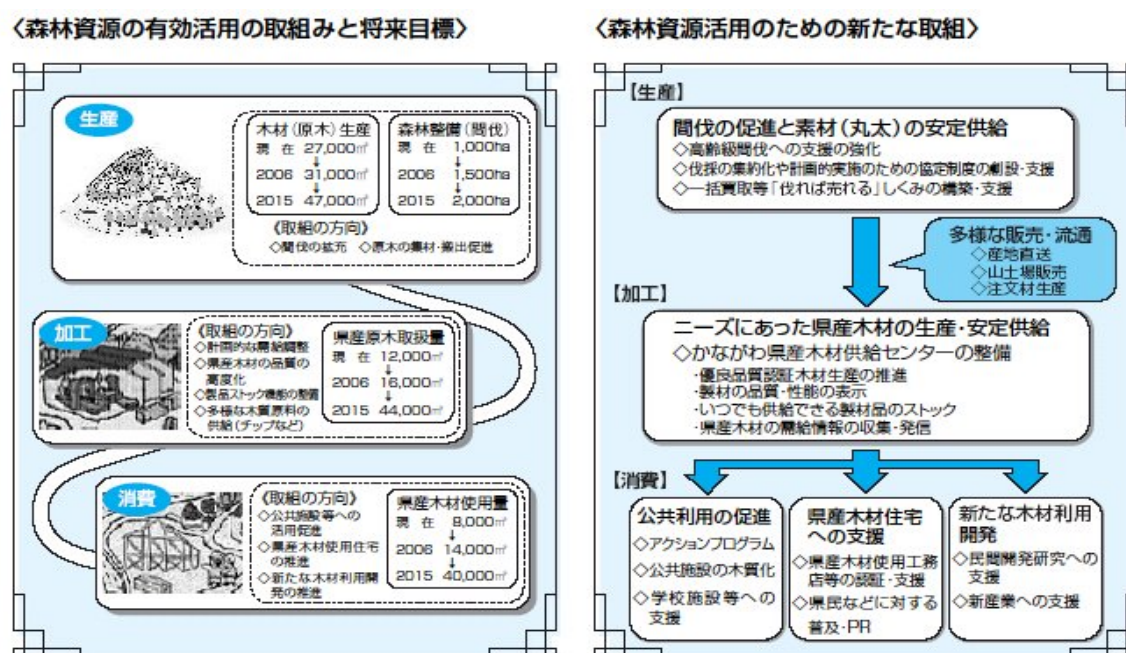 〈森林資源の有効活用の取組みと将来目標〉
生産
木材(原木)生産
現 在 27,000㎥
↓
2006 31,000㎥
↓
2015 47,000㎥
森林整備(間伐)
現 在 1,000ha
↓
2006 1,500ha
↓
2015 2,000ha
《取組の方向》
◇間伐の拡充 ◇原木の集材・搬出促進
加工
《取組の方向》
◇計画的な需給調整
◇県産木材の品質の
高度化
◇製品ストック機能の整備
◇多様な木質原料の
供給(チップなど)
県産原木取扱量
現 在 12,000㎥
↓
2006 16,000㎥
↓
2015 44,000㎥
消費
《取組の方向》
◇公共施設等への
活用促進
◇県産木材使用住宅
の推進
◇新たな木材利用開
発の推進
県産木材使用量
現 在 8,000㎥
↓
2006 14,000㎥
↓
2015 40,000㎥
〈森林資源活用のための新たな取組〉
【生産】
間伐の促進と素材(丸太)の安定供給
◇高齢級間伐への支援の強化
◇伐採の集約化や計画的実施のための協定制度の創設・支援
◇一括買取等「伐れば売れる」しくみの構築・支援
多様な販売・流通
◇産地直送
◇山土場販売
◇注文材生産
【加工】
ニーズにあった県産木材の生産・安定供給
◇かながわ県産木材供給センターの整備
・優良品質認証木材生産の推進
・製材の品質・性能の表示
・いつでも供給できる製材品のストック
・県産木材の需給情報の収集・発信
【消費】
公共利用の促進
◇アクションプログラム
◇公共施設の木質化
◇学校施設等への
支援
県産木材住宅
への支援
◇県産木材使用工務
店等の認証・支援
◇県民などに対する
普及・PR
新たな木材利用
開発
◇民間開発研究への
支援
◇新産業への支援